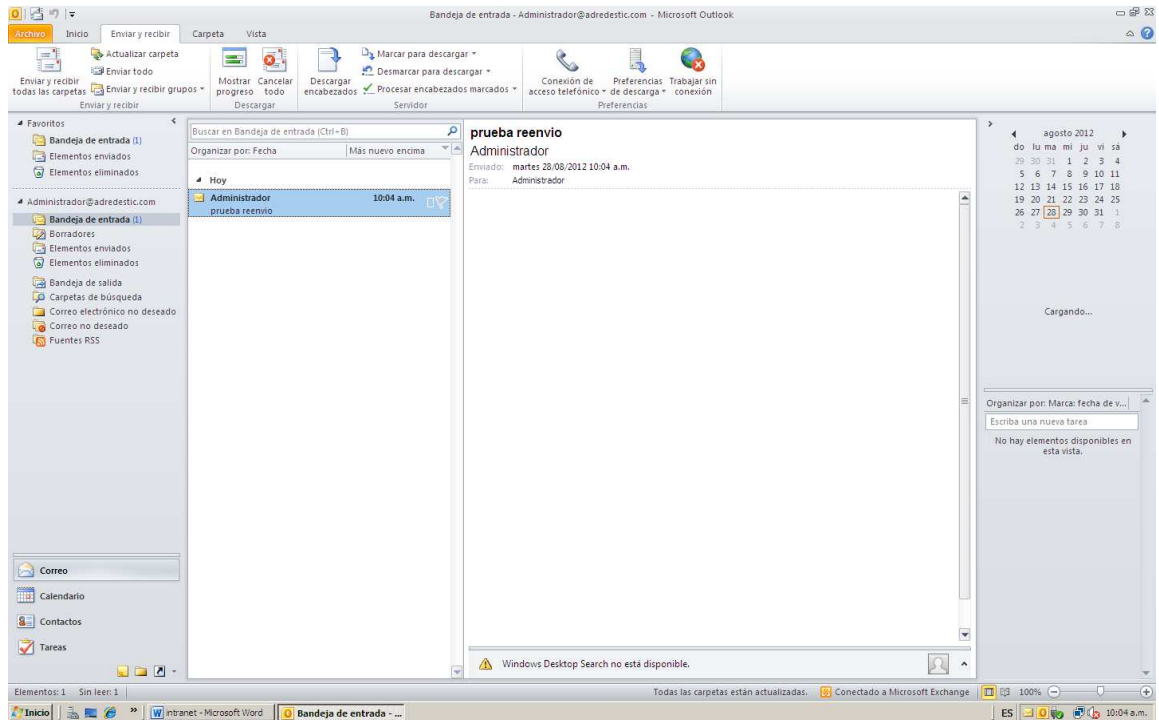 Bandeja de entrada - Administrador@adredestic.com - Microsoft Outlook
Archivo Inicio Enviar y recibir Carpeta Vista
Enviar y recibir todas las carpetas
Actualizar carpeta
Enviar todo
Enviar y recibir grupos
Enviar y recibir
Mostrar progreso
Cancelar todo
Descargar
Descargar encabezados
Marcar para descargar
Desmarcar para descargar
Procesar encabezados marcados
Servidor
Conexión de acceso telefónico
Preferencias de descarga
Trabajar sin conexión
Preferencias
Favoritos
Bandeja de entrada (1)
Elementos enviados
Elementos eliminados
Administrador@adredestic.com
Bandeja de entrada (1)
Borradores
Elementos enviados
Elementos eliminados
Bandeja de salida
Carpetas de búsqueda
Correo electrónico no deseado
Correo no deseado
Fuentes RSS
Correo
Calendario
Contactos
Tareas
Buscar en Bandeja de entrada (Ctrl+B)
Organizar por: Fecha Más nuevo encima
Hoy
Administrador 10:04 a.m.
prueba reenvio
prueba reenvio
Administrador
Enviado: martes 28/08/2012 10:04 a.m.
Para: Administrador
Windows Desktop Search no está disponible.
agosto 2012
do lu ma mi ju vi sá
29 30 31 1 2 3 4
5 6 7 8 9 10 11
12 13 14 15 16 17 18
19 20 21 22 23 24 25
26 27 28 29 30 31 1
2 3 4 5 6 7 8
Cargando...
Organizar por: Marca: fecha de v...
Escriba una nueva tarea
No hay elementos disponibles en
esta vista.
Elementos: 1 Sin leer: 1
Todas las carpetas están actualizadas. Conectado a Microsoft Exchange 100%
Inicio » intranet - Microsoft Word Bandeja de entrada - ... ES 10:04 a.m.